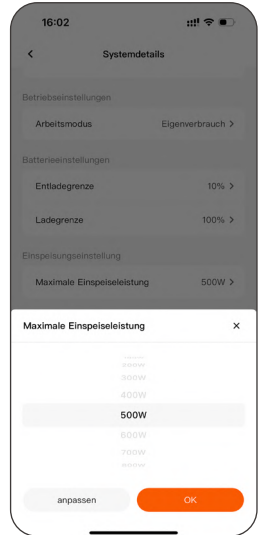 16:02
Systemdetails
Betriebseinstellungen
Arbeitsmodus Eigenverbrauch >
Batterieeinstellungen
Entladegrenze 10% >
Ladegrenze 100% >
Einspeisungseinstellung
Maximale Einspeiseleistung 500W >
Maximale Einspeiseleistung ×
300W
400W
500W
600W
700W
anpassen OK